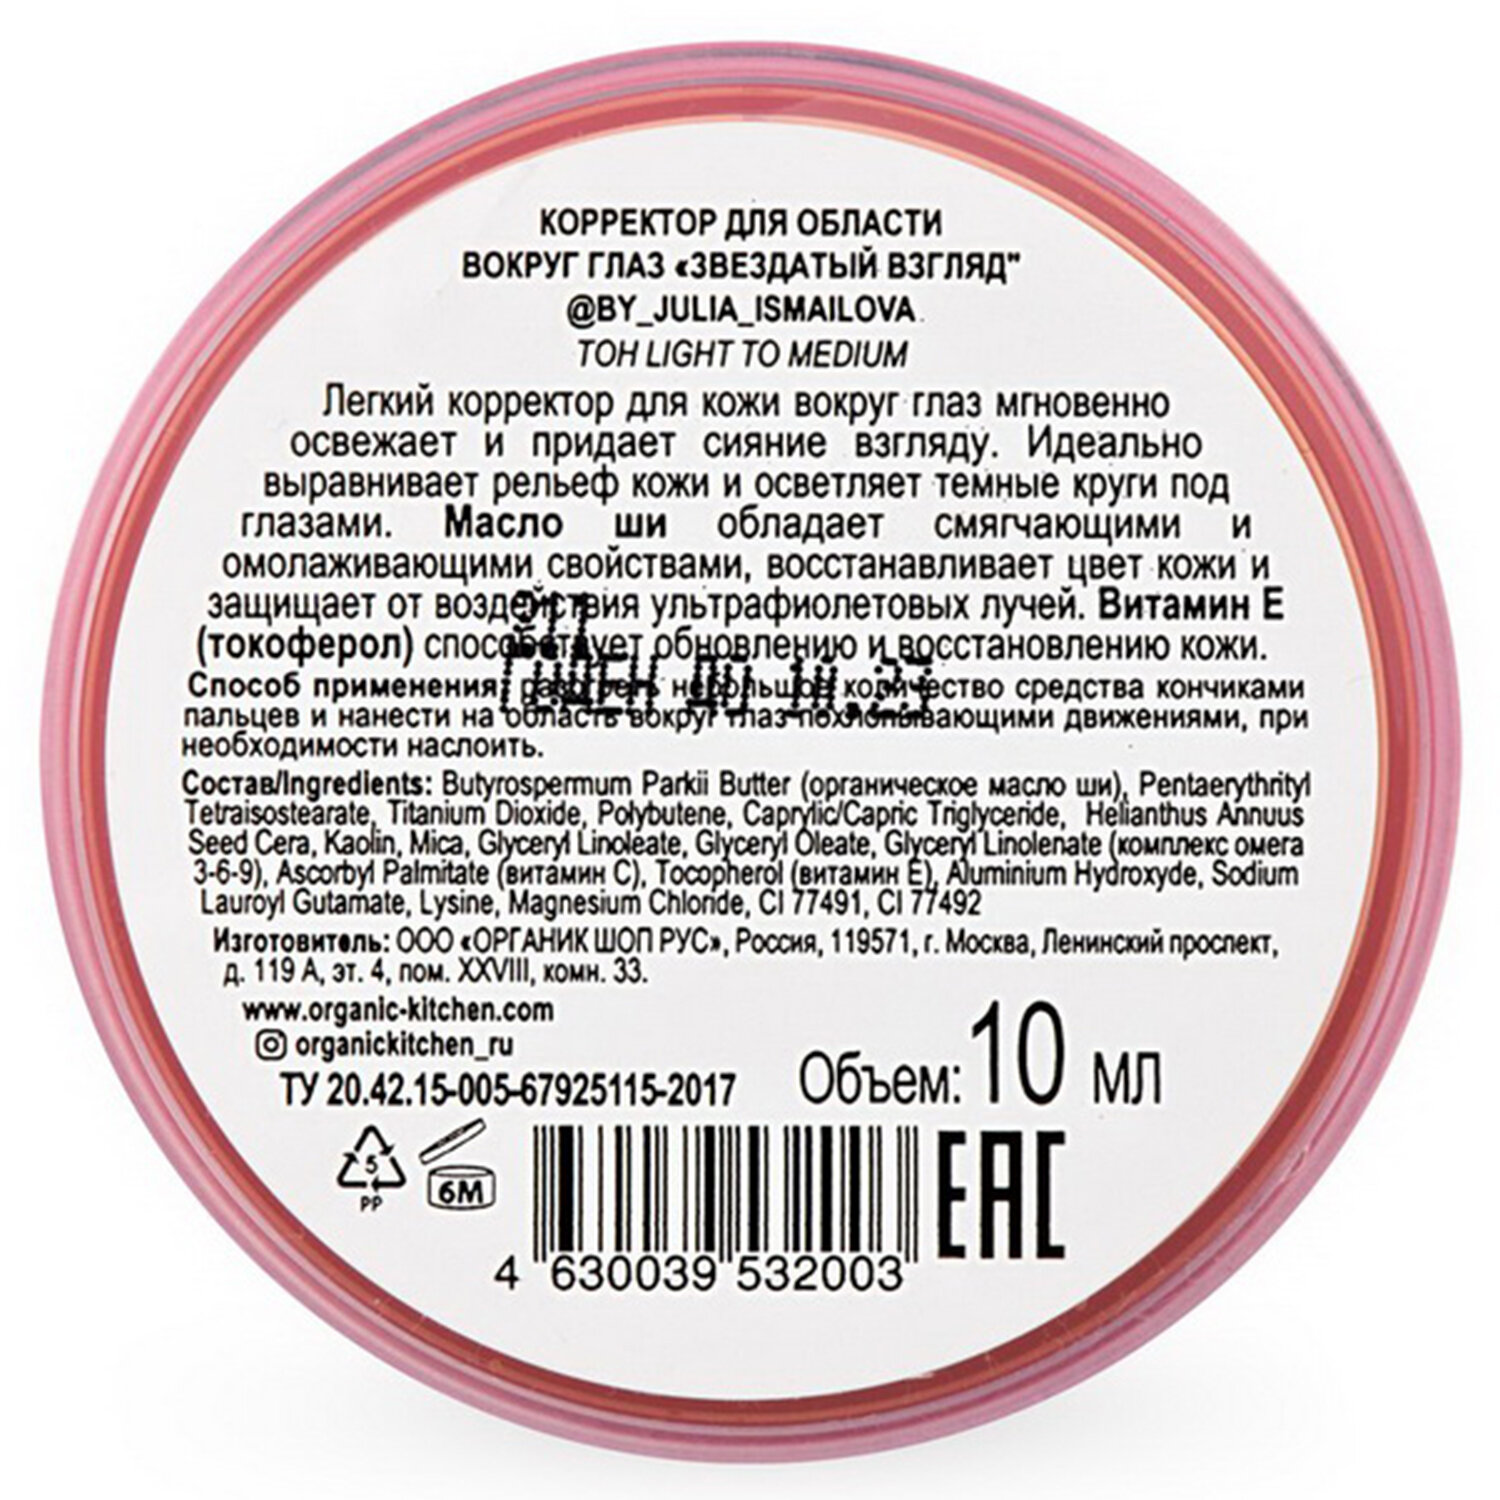 КОРРЕКТОР ДЛЯ ОБЛАСТИ
ВОКРУГ ГЛАЗ «ЗВЕЗДАТЫЙ ВЗГЛЯД"
@BY_JULIA_ISMAILOVA
ТОН LIGHT TO MEDIUM
Легкий корректор для кожи вокруг глаз мгновенно
освежает и придает сияние взгляду. Идеально
выравнивает рельеф кожи и осветляет темные круги под
глазами. Масло ши обладает смягчающими и
омолаживающими свойствами, восстанавливает цвет кожи и
защищает от воздействия ультрафиолетовых лучей. Витамин Е
(токоферол) способствует обновлению и восстановлению кожи.
ГОДЕН ДО
Способ применения: разогреть небольшое количество средства кончиками
пальцев и нанести на область вокруг глаз похлопывающими движениями, при
необходимости наслоить.
Состав/Ingredients: Butyrospermum Parkii Butter (органическое масло ши), Pentaerythrityl
Tetraisostearate, Titanium Dioxide, Polybutene, Caprylic/Capric Triglyceride, Helianthus Annuus
Seed Cera, Kaolin, Mica, Glyceryl Linoleate, Glyceryl Oleate, Glyceryl Linolenate (комплекс омега
3-6-9), Ascorbyl Palmitate (витамин С), Tocopherol (витамин Е), Aluminium Hydroxyde, Sodium
Lauroyl Gutamate, Lysine, Magnesium Chloride, CI 77491, CI 77492
Изготовитель: ООО «ОРГАНИК ШОП РУС», Россия, 119571, г. Москва, Ленинский проспект,
д. 119 А, эт. 4, пом. XXVIII, комн. 33.
www.organic-kitchen.com
organickitchen_ru
ТУ 20.42.15-005-67925115-2017
Объем: 10 мл
5
PP
6M
EAC
4 630039 532003